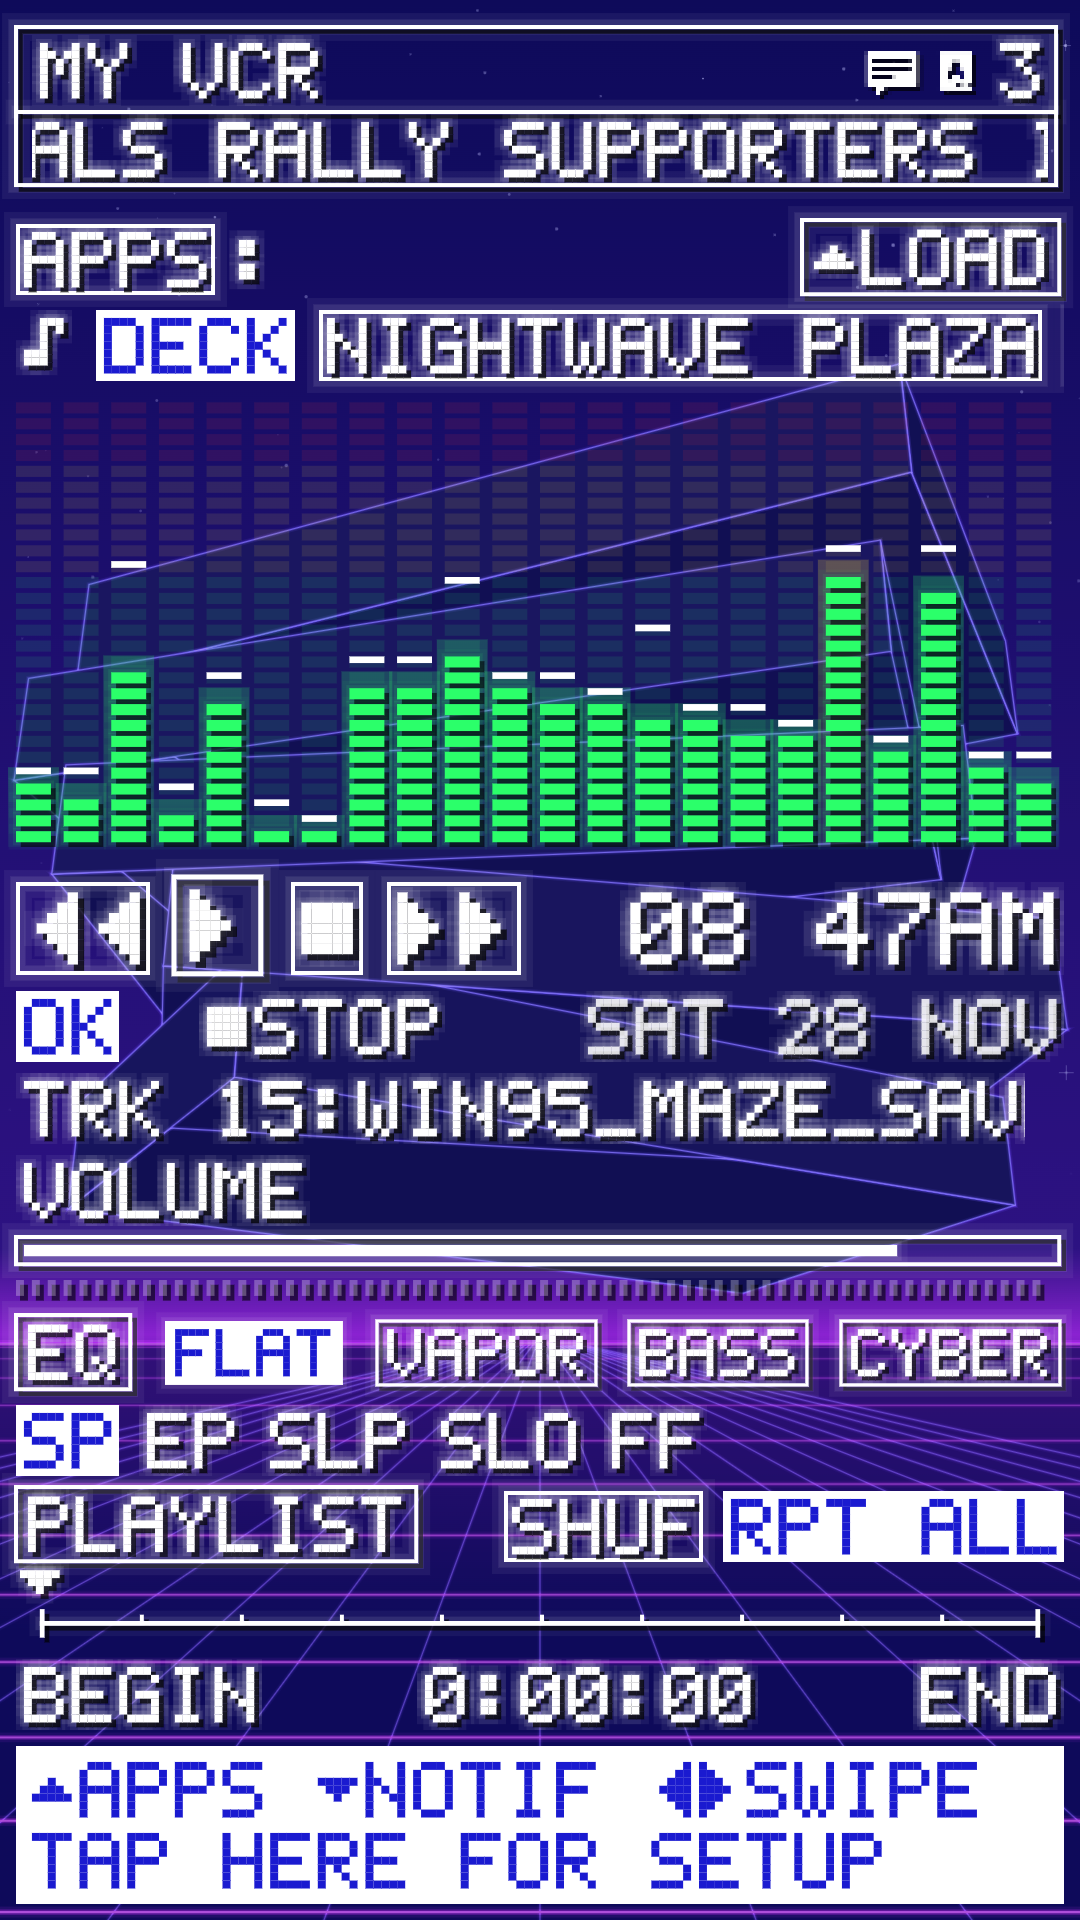 MY VCR 3
ALS RALLY SUPPORTERS
APPS: ▲LOAD
♪ DECK NIGHTWAVE PLAZA
08 47AM
OK ■STOP SAT 28 NOV
TRK 15:WIN95_MAZE_SAV
VOLUME
EQ FLAT VAPOR BASS CYBER
SP EP SLP SLO FF
PLAYLIST SHUF RPT ALL
BEGIN 0:00:00 END
▲APPS ▼NOTIF ◀▶SWIPE
TAP HERE FOR SETUP